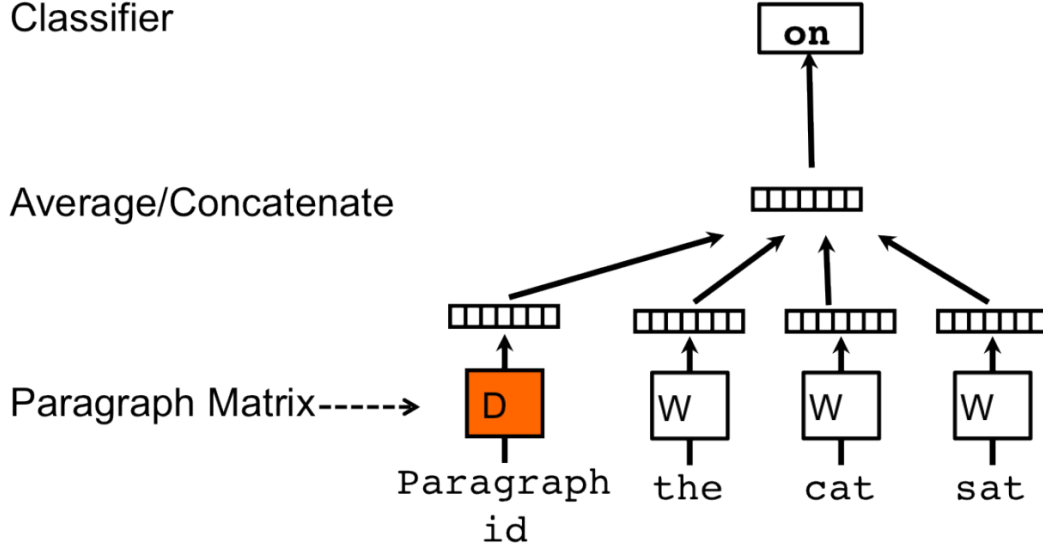 Classifier
on
Average/Concatenate
Paragraph Matrix
D
W
W
W
Paragraph
id
the
cat
sat